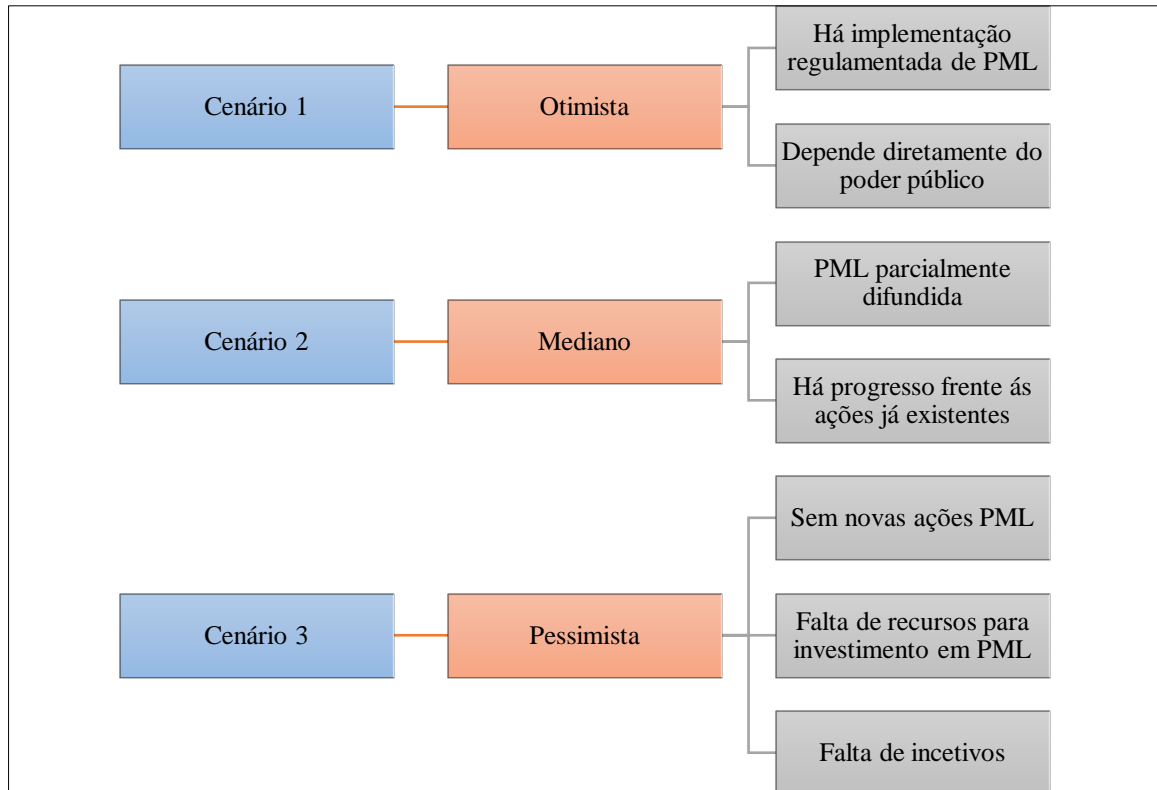 Há implementação
regulamentada de PML
Cenário 1
Otimista
Depende diretamente do
poder público
PML parcialmente
difundida
Cenário 2
Mediano
Há progresso frente ás
ações já existentes
Sem novas ações PML
Cenário 3
Pessimista
Falta de recursos para
investimento em PML
Falta de incetivos